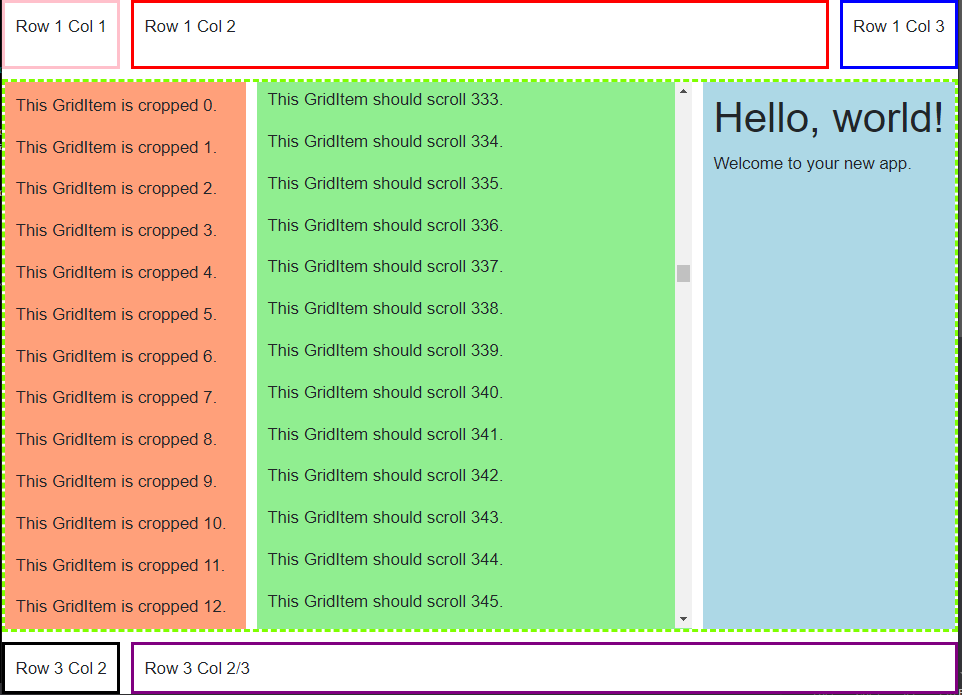 Row 1 Col 1
Row 1 Col 2
Row 1 Col 3
This GridItem is cropped 0.
This GridItem is cropped 1.
This GridItem is cropped 2.
This GridItem is cropped 3.
This GridItem is cropped 4.
This GridItem is cropped 5.
This GridItem is cropped 6.
This GridItem is cropped 7.
This GridItem is cropped 8.
This GridItem is cropped 9.
This GridItem is cropped 10.
This GridItem is cropped 11.
This GridItem is cropped 12.
This GridItem should scroll 333.
This GridItem should scroll 334.
This GridItem should scroll 335.
This GridItem should scroll 336.
This GridItem should scroll 337.
This GridItem should scroll 338.
This GridItem should scroll 339.
This GridItem should scroll 340.
This GridItem should scroll 341.
This GridItem should scroll 342.
This GridItem should scroll 343.
This GridItem should scroll 344.
This GridItem should scroll 345.
Hello, world!
Welcome to your new app.
Row 3 Col 2
Row 3 Col 2/3